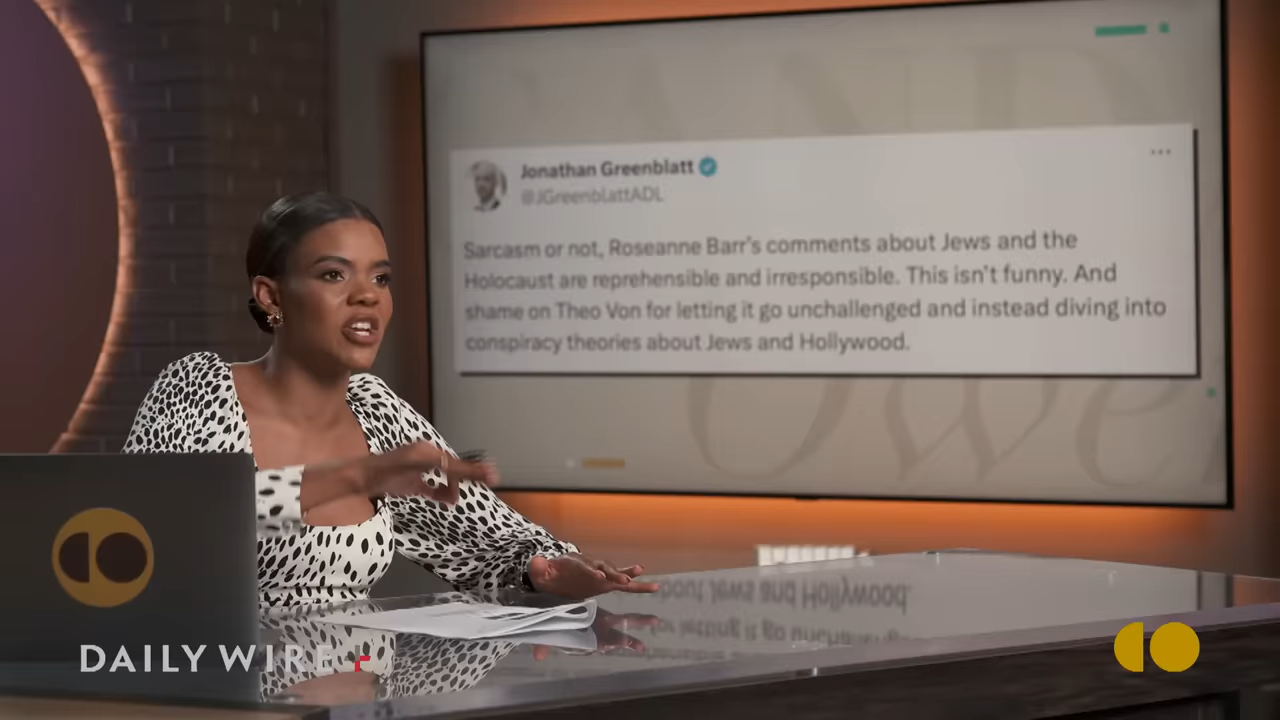 Jonathan Greenblatt
@JGreenblattADL
Sarcasm or not, Roseanne Barr's comments about Jews and the
Holocaust are reprehensible and irresponsible. This isn't funny. And
shame on Theo Von for letting it go unchallenged and instead diving into
conspiracy theories about Jews and Hollywood.
Owe
DAILYWIRE+